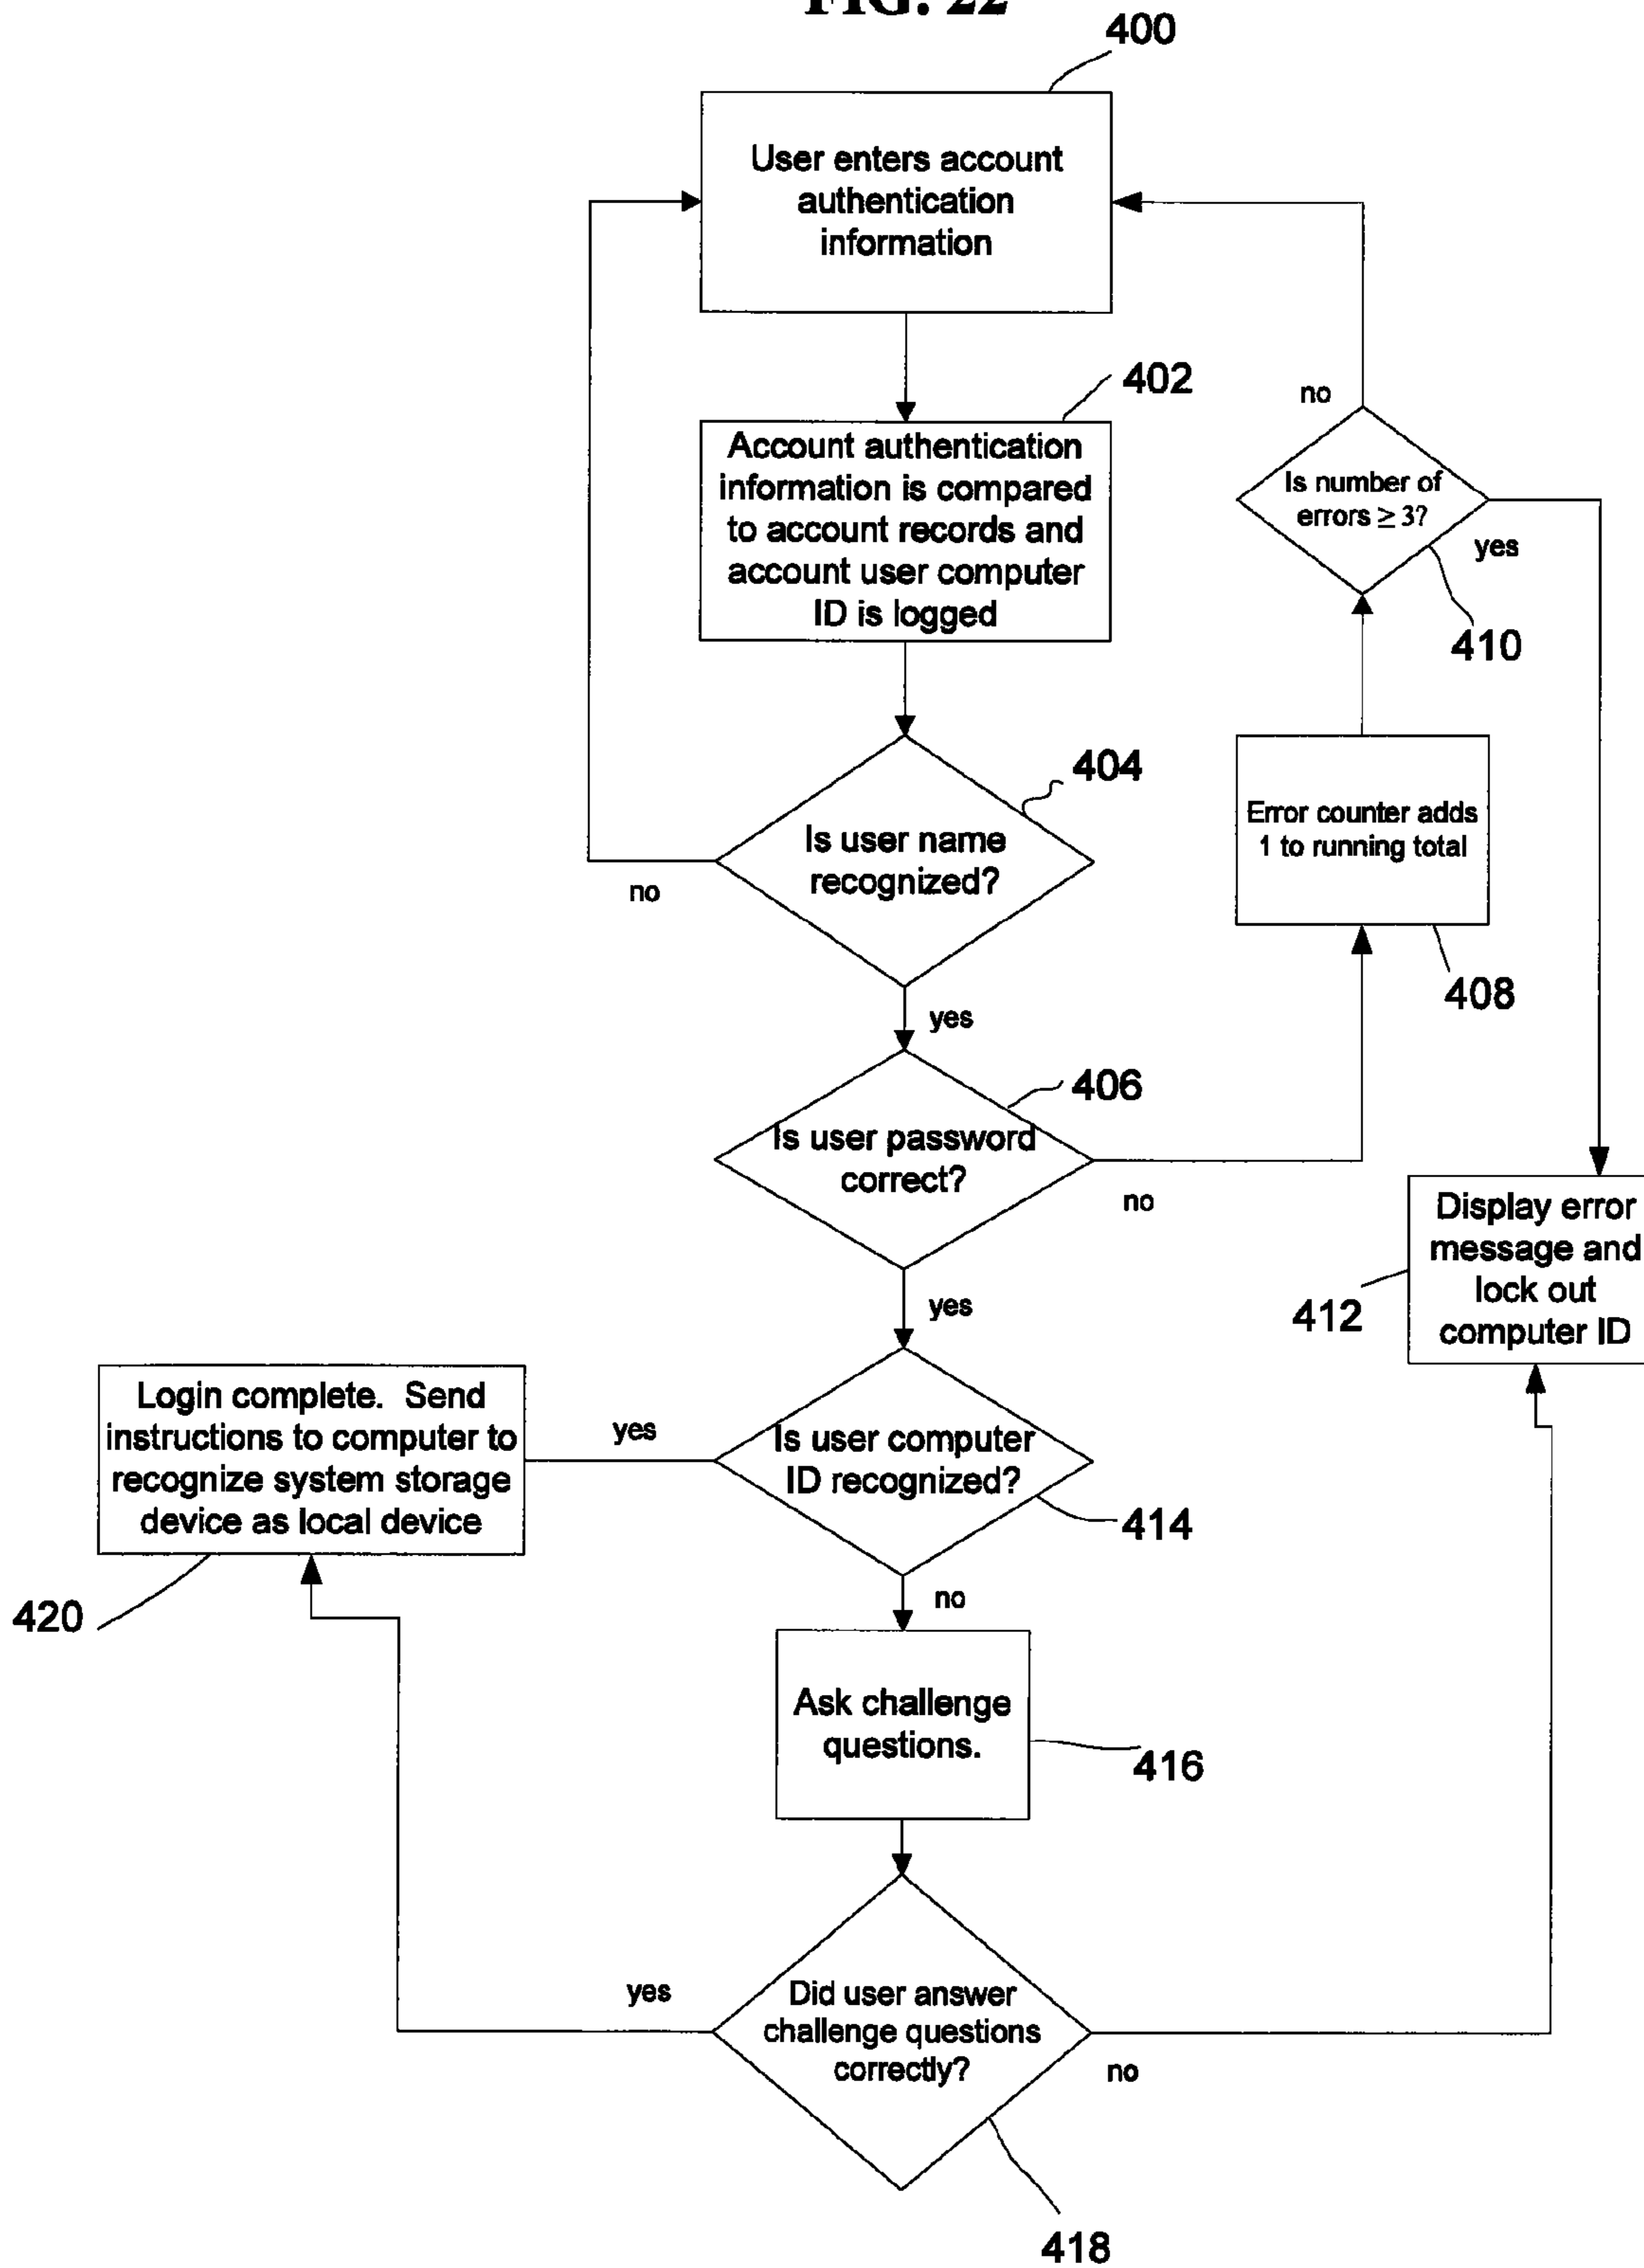 FIG. 22
400
User enters account
authentication
information
402
Account authentication
information is compared
to account records and
account user computer
ID is logged
no
Is number of
errors ≥ 3?
yes
410
404
Is user name
recognized?
no
Error counter adds
1 to running total
408
yes
406
Is user password
correct?
no
Display error
message and
lock out
computer ID
412
yes
Login complete. Send
instructions to computer to
recognize system storage
device as local device
420
yes
Is user computer
ID recognized?
414
no
Ask challenge
questions.
416
yes
Did user answer
challenge questions
correctly?
no
418